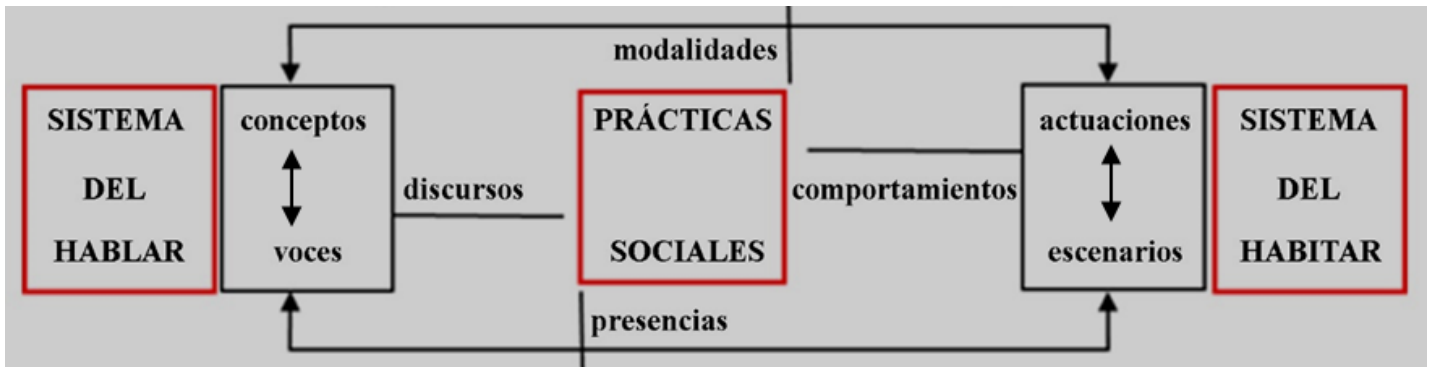 modalidades
SISTEMA
DEL
HABLAR
conceptos
voces
discursos
PRÁCTICAS
SOCIALES
comportamientos
actuaciones
escenarios
SISTEMA
DEL
HABITAR
presencias